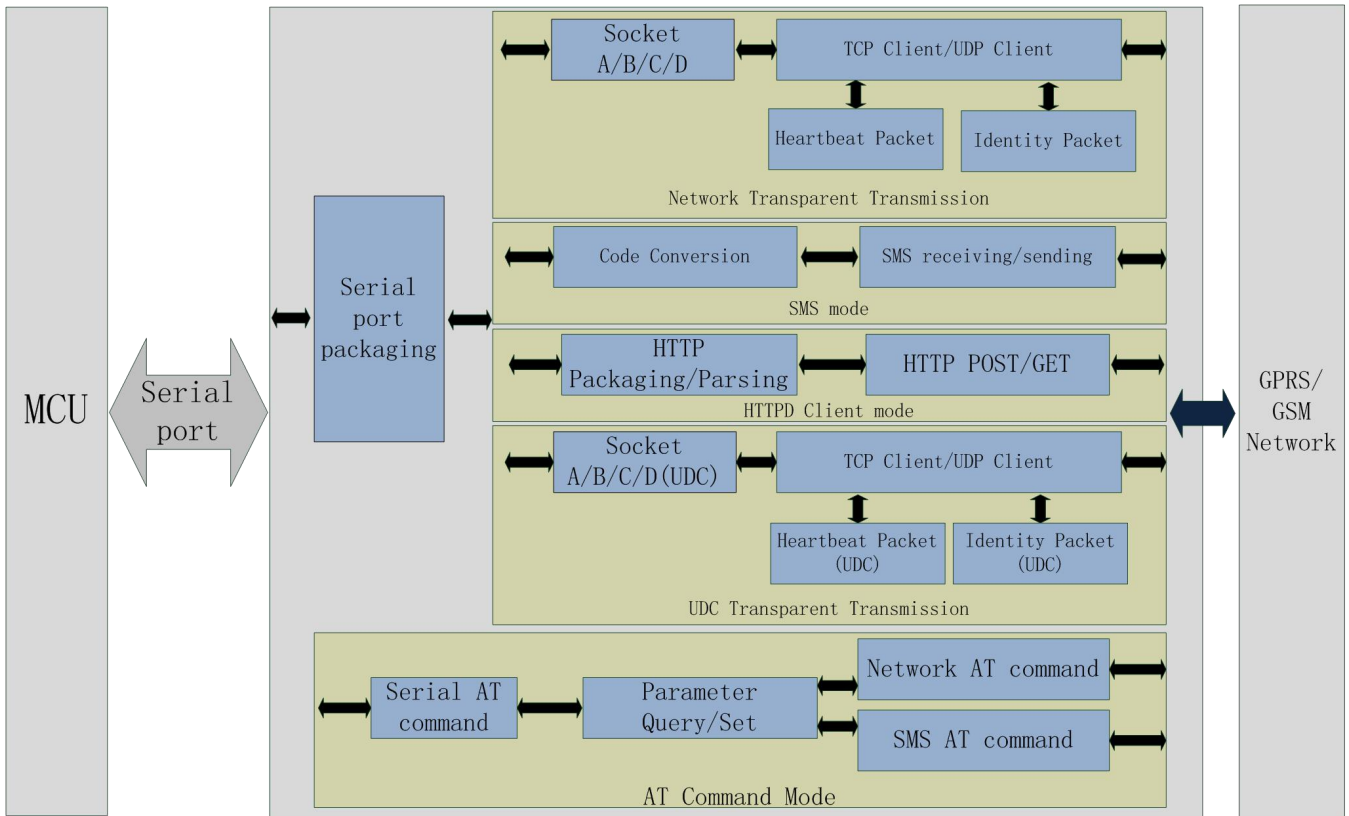 MCU
Serial
port
Serial
port
packaging
Socket
A/B/C/D
TCP Client/UDP Client
Heartbeat Packet
Identity Packet
Network Transparent Transmission
Code Conversion
SMS receiving/sending
SMS mode
HTTP
Packaging/Parsing
HTTP POST/GET
HTTPD Client mode
Socket
A/B/C/D(UDC)
TCP Client/UDP Client
Heartbeat Packet
(UDC)
Identity Packet
(UDC)
UDC Transparent Transmission
Serial AT
command
Parameter
Query/Set
Network AT command
SMS AT command
AT Command Mode
GPRS/
GSM
Network